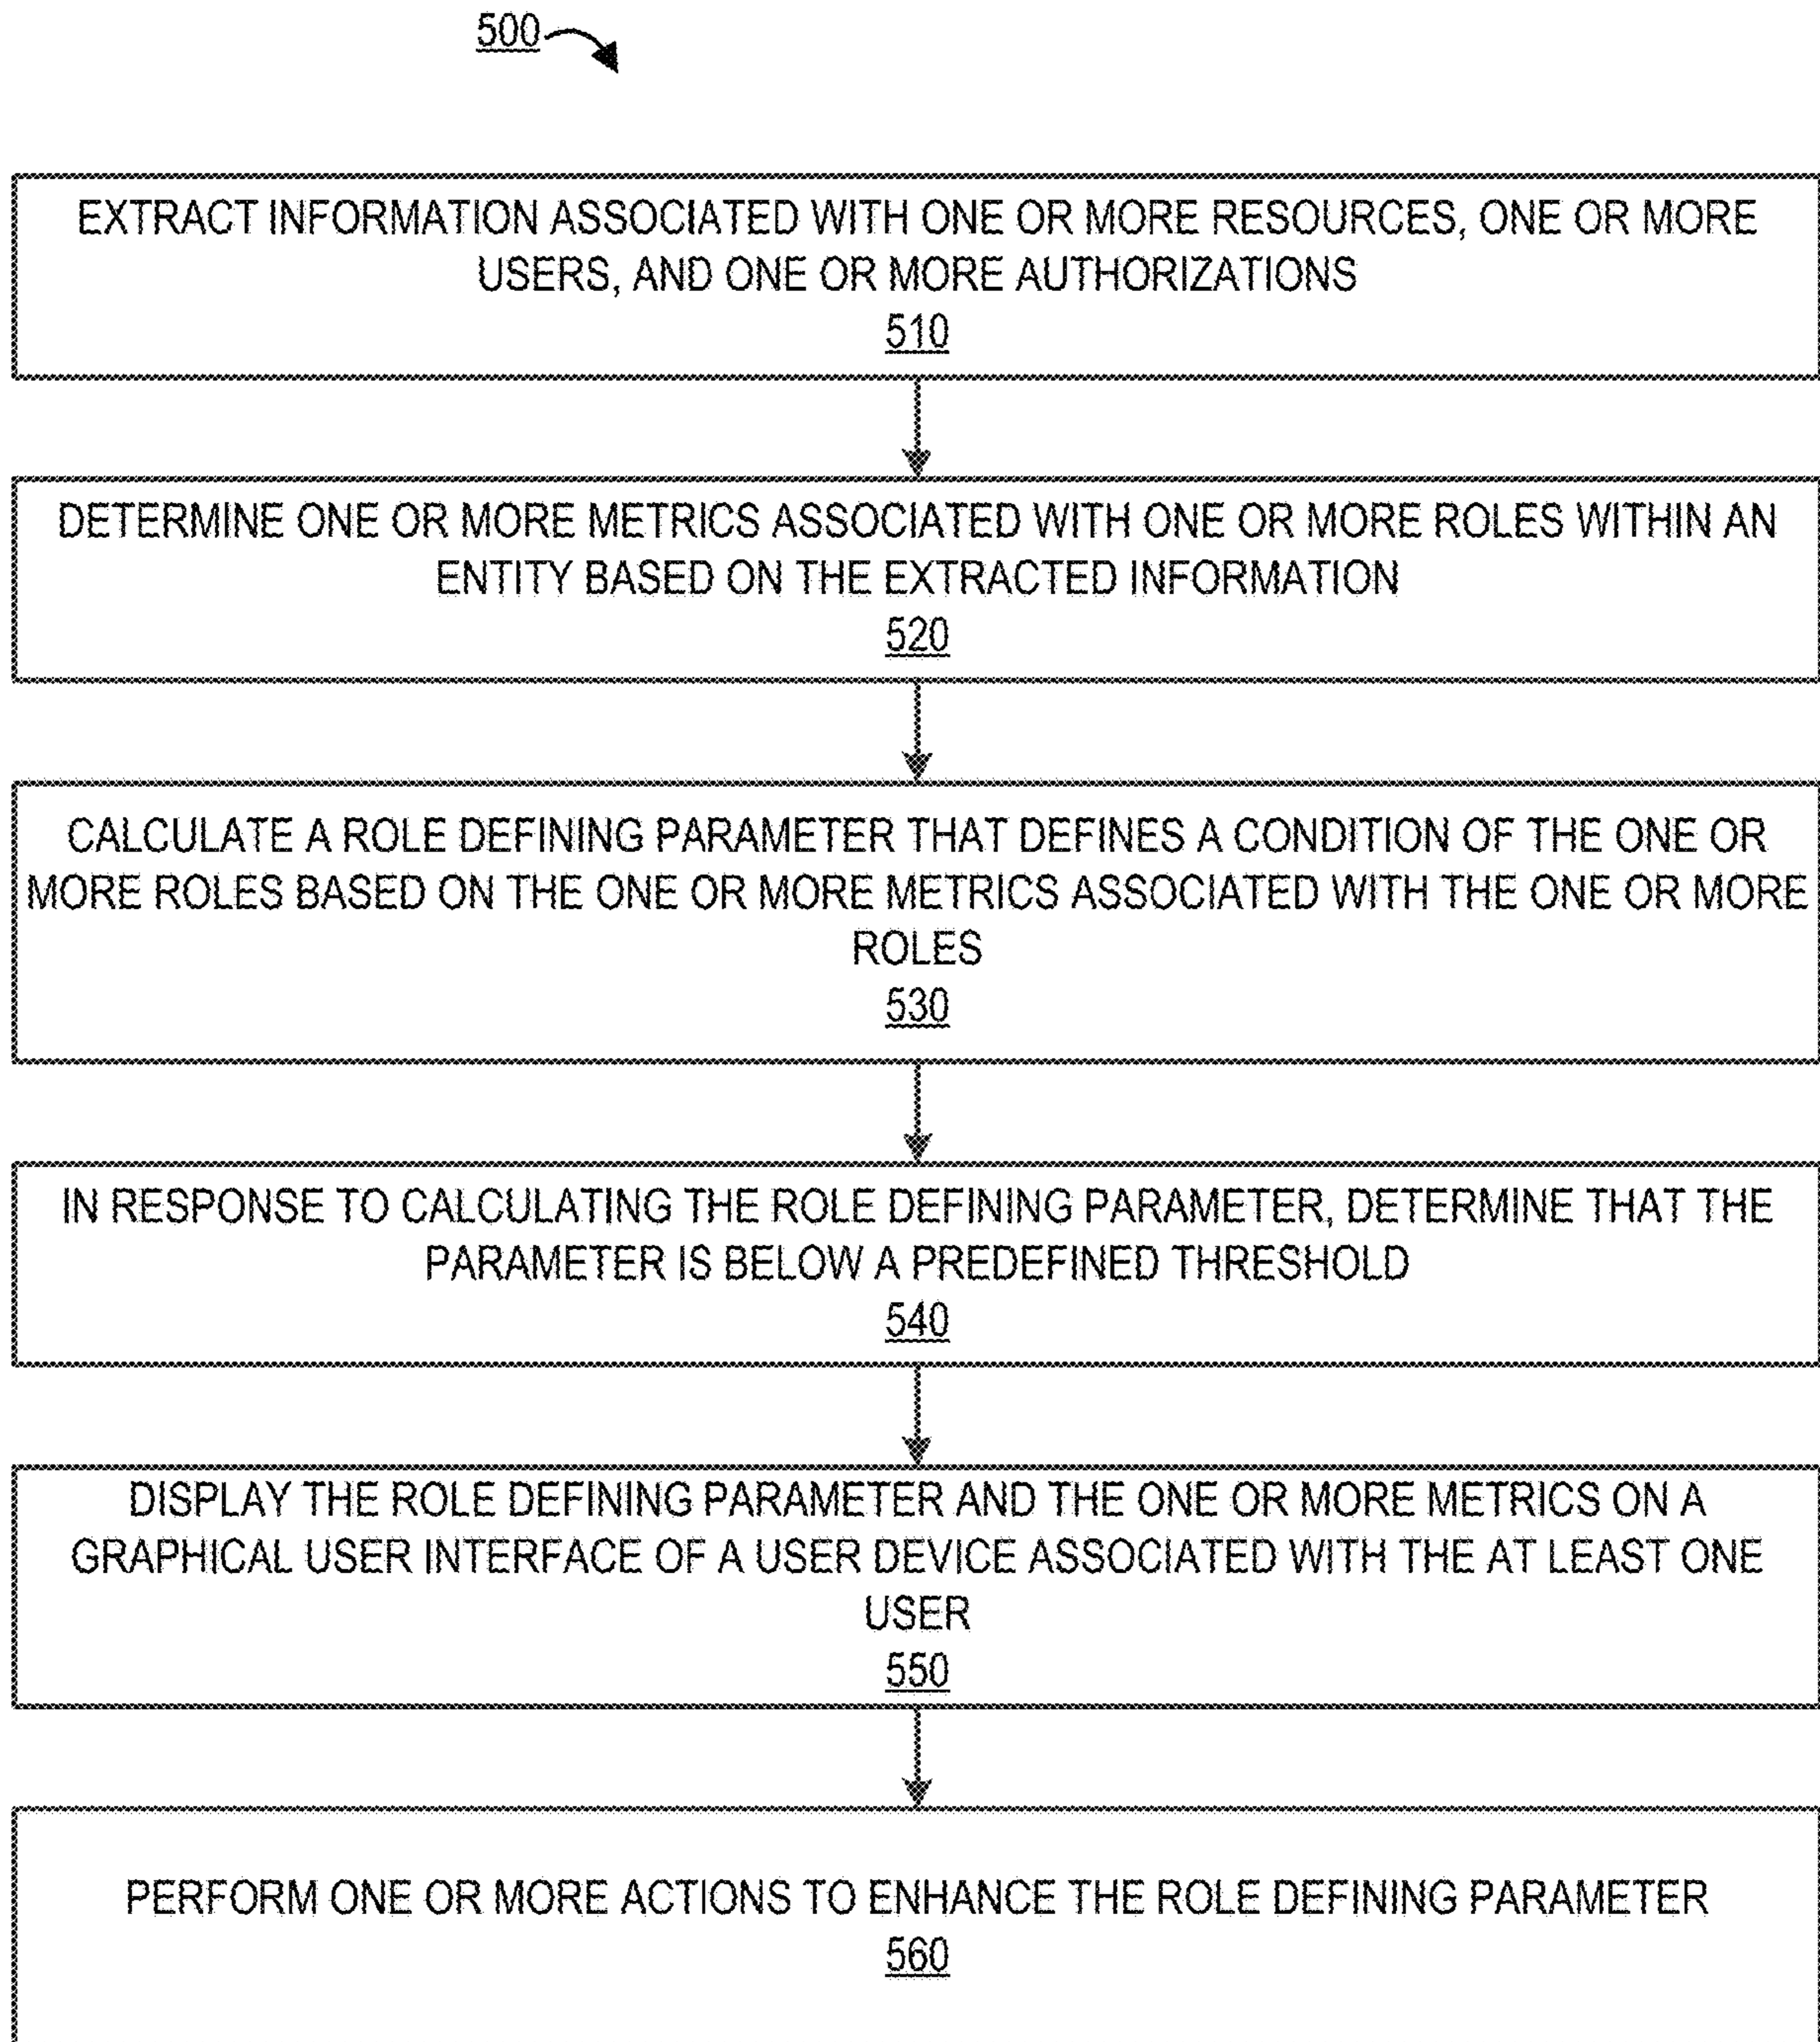 500
EXTRACT INFORMATION ASSOCIATED WITH ONE OR MORE RESOURCES, ONE OR MORE
USERS, AND ONE OR MORE AUTHORIZATIONS
510
DETERMINE ONE OR MORE METRICS ASSOCIATED WITH ONE OR MORE ROLES WITHIN AN
ENTITY BASED ON THE EXTRACTED INFORMATION
520
CALCULATE A ROLE DEFINING PARAMETER THAT DEFINES A CONDITION OF THE ONE OR
MORE ROLES BASED ON THE ONE OR MORE METRICS ASSOCIATED WITH THE ONE OR MORE
ROLES
530
IN RESPONSE TO CALCULATING THE ROLE DEFINING PARAMETER, DETERMINE THAT THE
PARAMETER IS BELOW A PREDEFINED THRESHOLD
540
DISPLAY THE ROLE DEFINING PARAMETER AND THE ONE OR MORE METRICS ON A
GRAPHICAL USER INTERFACE OF A USER DEVICE ASSOCIATED WITH THE AT LEAST ONE
USER
550
PERFORM ONE OR MORE ACTIONS TO ENHANCE THE ROLE DEFINING PARAMETER
560